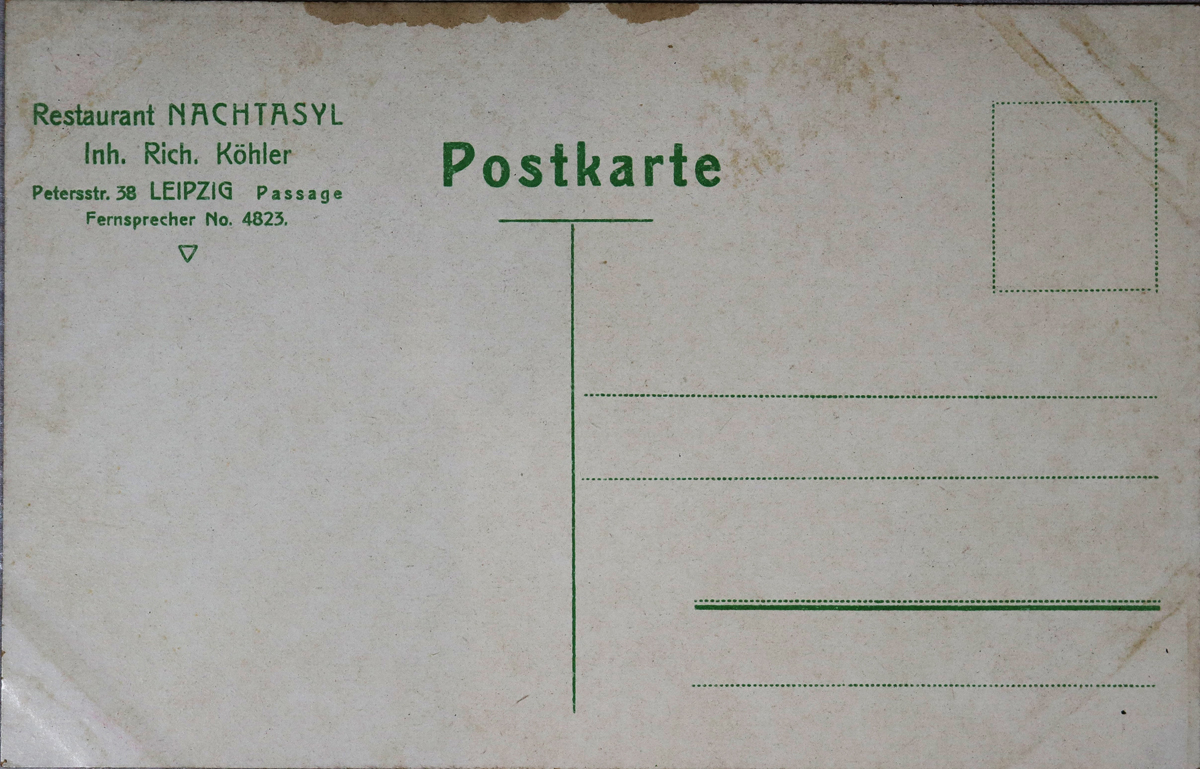 Restaurant NACHTASYL
Inh. Rich. Köhler
Petersstr. 38 LEIPZIG Passage
Fernsprecher No. 4823.
Postkarte